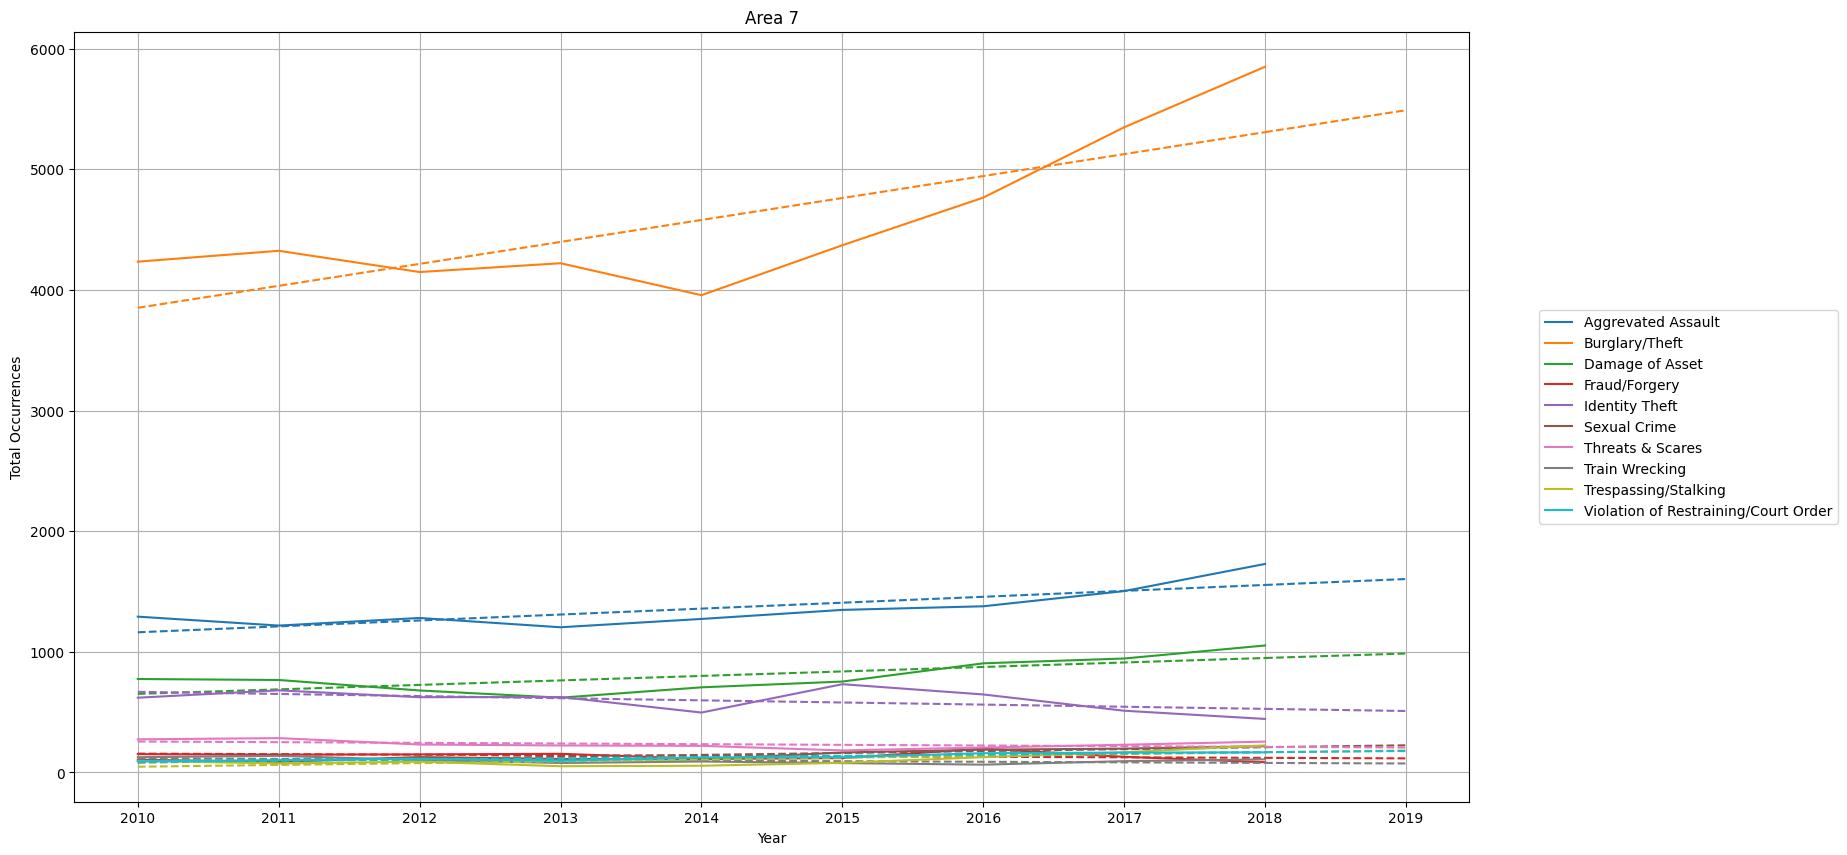 Area 7
6000
5000
4000
3000
2000
1000
0
Total Occurrences
2010 2011 2012 2013 2014 2015 2016 2017 2018 2019
Year
Aggrevated Assault
Burglary/Theft
Damage of Asset
Fraud/Forgery
Identity Theft
Sexual Crime
Threats & Scares
Train Wrecking
Trespassing/Stalking
Violation of Restraining/Court Order